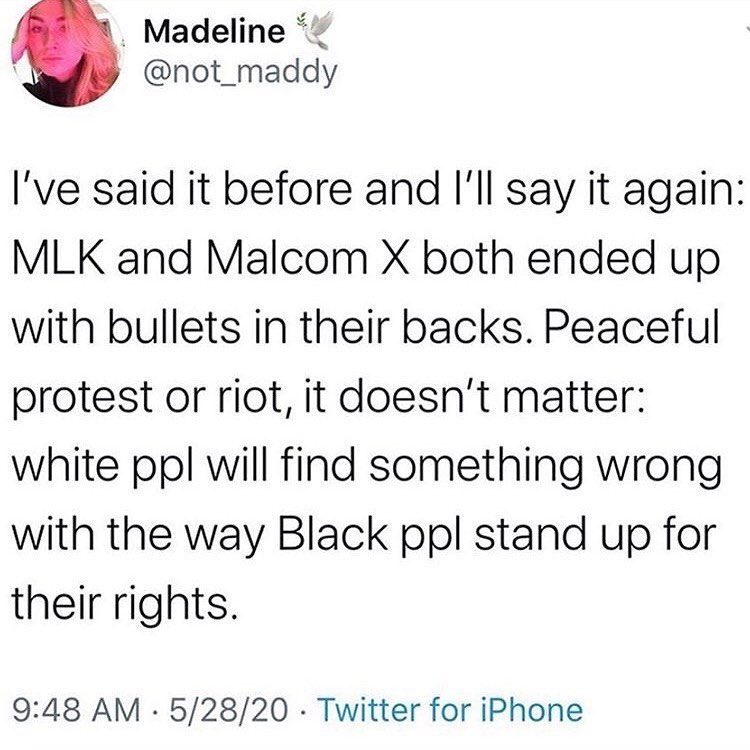 Madeline 🕊
@not_maddy
I've said it before and I'll say it again:
MLK and Malcom X both ended up
with bullets in their backs. Peaceful
protest or riot, it doesn't matter:
white ppl will find something wrong
with the way Black ppl stand up for
their rights.
9:48 AM · 5/28/20 · Twitter for iPhone